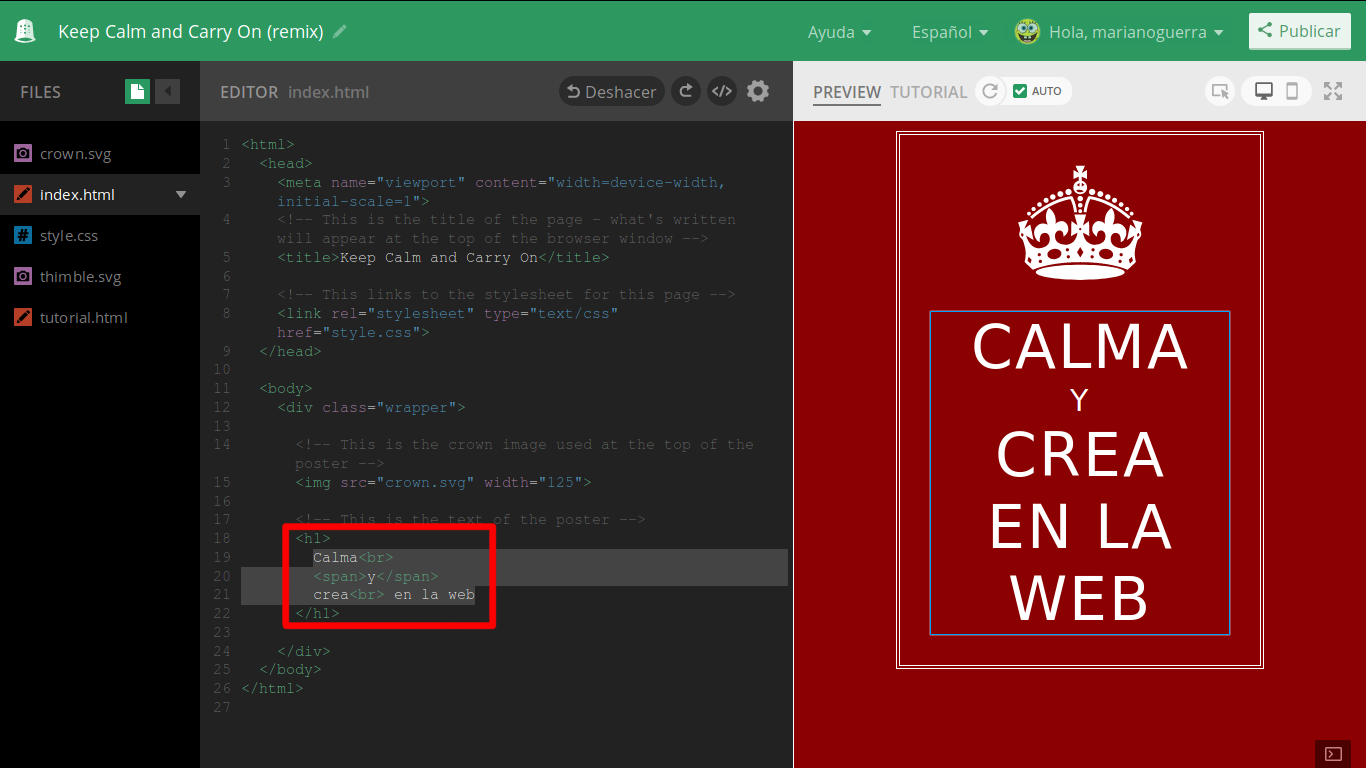 Keep Calm and Carry On (remix)
Ayuda
Español
Hola, marianoguerra
Publicar
FILES
EDITOR index.html
Deshacer
PREVIEW TUTORIAL
AUTO
crown.svg
index.html
style.css
thimble.svg
tutorial.html
1 <html>
2 <head>
3 <meta name="viewport" content="width=device-width,
initial-scale=1">
4 <!-- This is the title of the page - what's written
will appear at the top of the browser window -->
5 <title>Keep Calm and Carry On</title>
6
7 <!-- This links to the stylesheet for this page -->
8 <link rel="stylesheet" type="text/css"
href="style.css">
9 </head>
10
11 <body>
12 <div class="wrapper">
13
14 <!-- This is the crown image used at the top of the
poster -->
15 <img src="crown.svg" width="125">
16
17 <!-- This is the text of the poster -->
18 <h1>
19 Calma<br>
20 <span>y</span>
21 crea<br> en la web
22 </h1>
23
24 </div>
25 </body>
26 </html>
27
CALMA
Y
CREA
EN LA
WEB